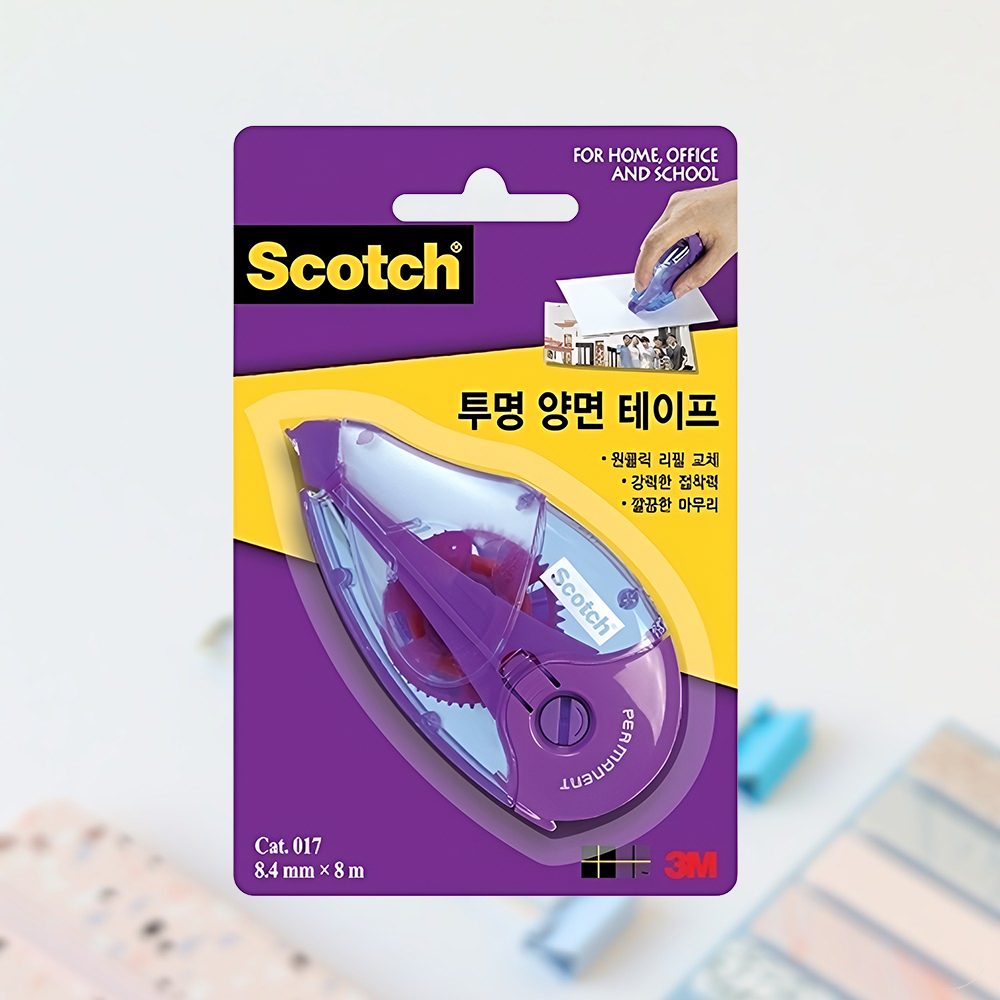 FOR HOME, OFFICE
AND SCHOOL
Scotch®
투명 양면 테이프
• 원클릭 리필 교체
• 강력한 접착력
• 깔끔한 마무리
Scotch
PERMANENT
Cat. 017
8.4 mm × 8 m
3M